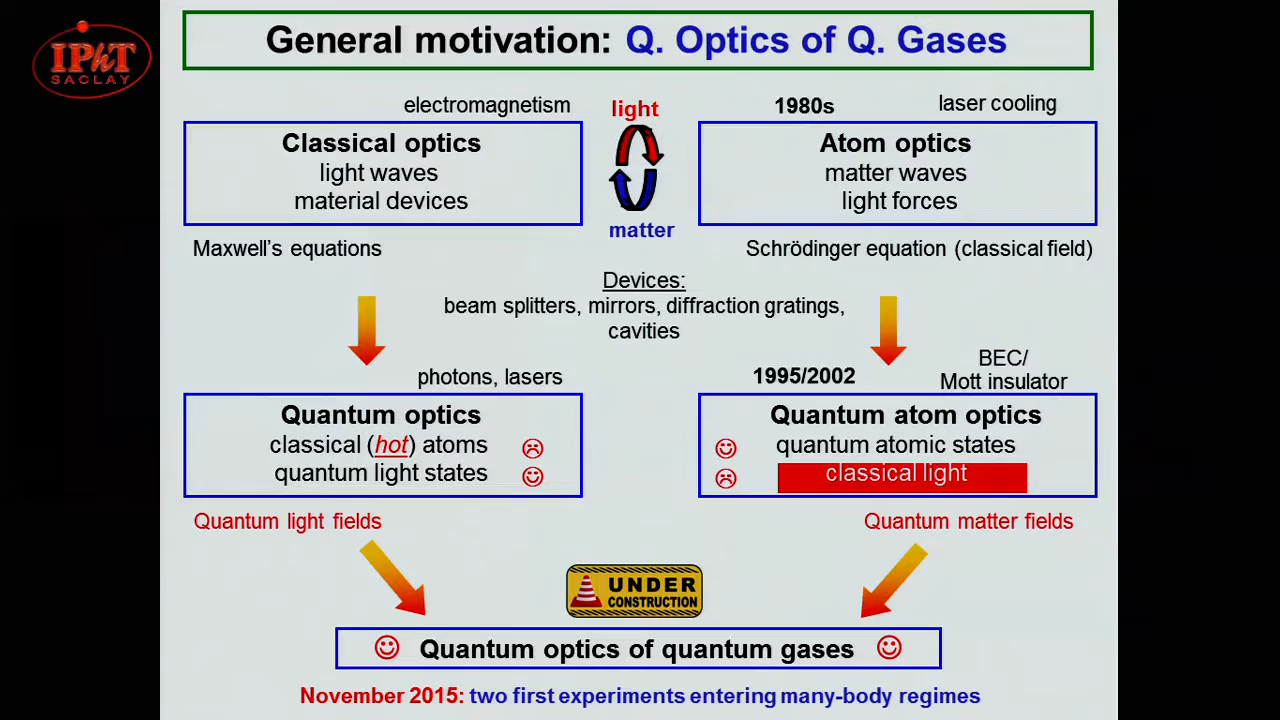 IPhT
SACLAY
General motivation: Q. Optics of Q. Gases
electromagnetism
light
1980s
laser cooling
Classical optics
light waves
material devices
Atom optics
matter waves
light forces
matter
Maxwell's equations
Schrödinger equation (classical field)
Devices:
beam splitters, mirrors, diffraction gratings,
cavities
photons, lasers
1995/2002
BEC/
Mott insulator
Quantum optics
classical (hot) atoms
quantum light states
Quantum atom optics
quantum atomic states
classical light
Quantum light fields
Quantum matter fields
UNDER
CONSTRUCTION
Quantum optics of quantum gases
November 2015: two first experiments entering many-body regimes